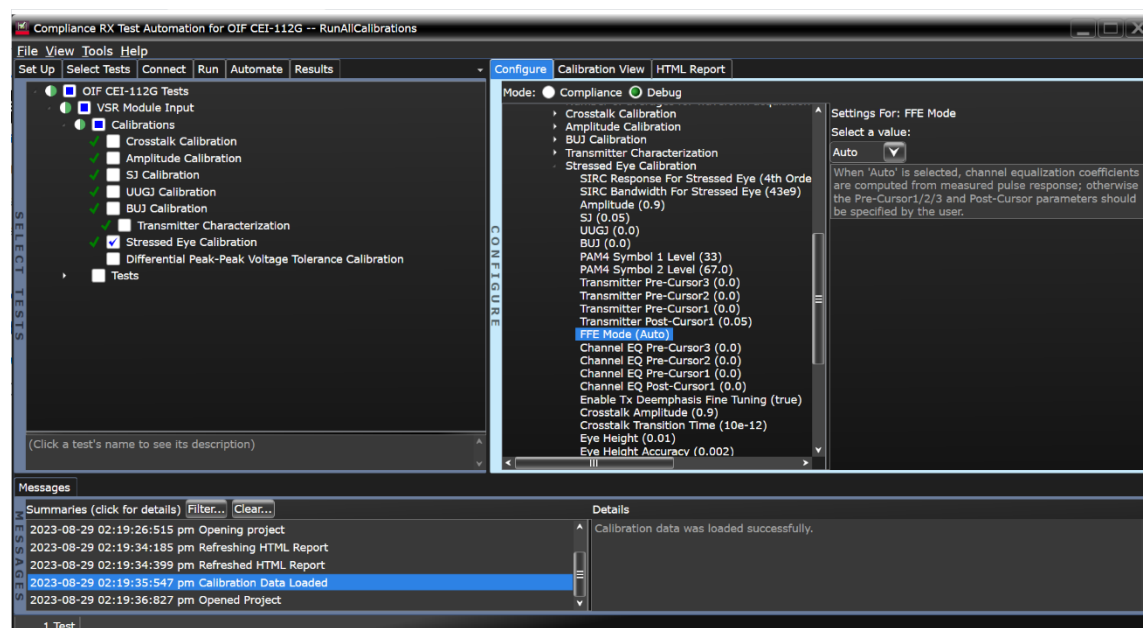 Compliance RX Test Automation for OIF CEI-112G -- RunAllCalibrations
File View Tools Help
Set Up Select Tests Connect Run Automate Results
OIF CEI-112G Tests
VSR Module Input
Calibrations
Crosstalk Calibration
Amplitude Calibration
SJ Calibration
UUGJ Calibration
BUJ Calibration
Transmitter Characterization
Stressed Eye Calibration
Differential Peak-Peak Voltage Tolerance Calibration
Tests
SELECT TESTS
(Click a test's name to see its description)
Configure Calibration View HTML Report
Mode: Compliance Debug
CONFIGURE
Crosstalk Calibration
Amplitude Calibration
BUJ Calibration
Transmitter Characterization
Stressed Eye Calibration
SIRC Response For Stressed Eye (4th Orde
SIRC Bandwidth For Stressed Eye (43e9)
Amplitude (0.9)
SJ (0.05)
UUGJ (0.0)
BUJ (0.0)
PAM4 Symbol 1 Level (33)
PAM4 Symbol 2 Level (67.0)
Transmitter Pre-Cursor3 (0.0)
Transmitter Pre-Cursor2 (0.0)
Transmitter Pre-Cursor1 (0.0)
Transmitter Post-Cursor1 (0.05)
FFE Mode (Auto)
Channel EQ Pre-Cursor3 (0.0)
Channel EQ Pre-Cursor2 (0.0)
Channel EQ Pre-Cursor1 (0.0)
Channel EQ Post-Cursor1 (0.0)
Enable Tx Deemphasis Fine Tuning (true)
Crosstalk Amplitude (0.9)
Crosstalk Transition Time (10e-12)
Eye Height (0.01)
Eye Height Accuracy (0.002)
Settings For: FFE Mode
Select a value:
Auto
When 'Auto' is selected, channel equalization coefficients
are computed from measured pulse response; otherwise
the Pre-Cursor1/2/3 and Post-Cursor parameters should
be specified by the user.
Messages
MESSAGES
Summaries (click for details) Filter... Clear...
2023-08-29 02:19:26:515 pm Opening project
2023-08-29 02:19:34:185 pm Refreshing HTML Report
2023-08-29 02:19:34:399 pm Refreshed HTML Report
2023-08-29 02:19:35:547 pm Calibration Data Loaded
2023-08-29 02:19:36:827 pm Opened Project
Details
Calibration data was loaded successfully.
1 Test